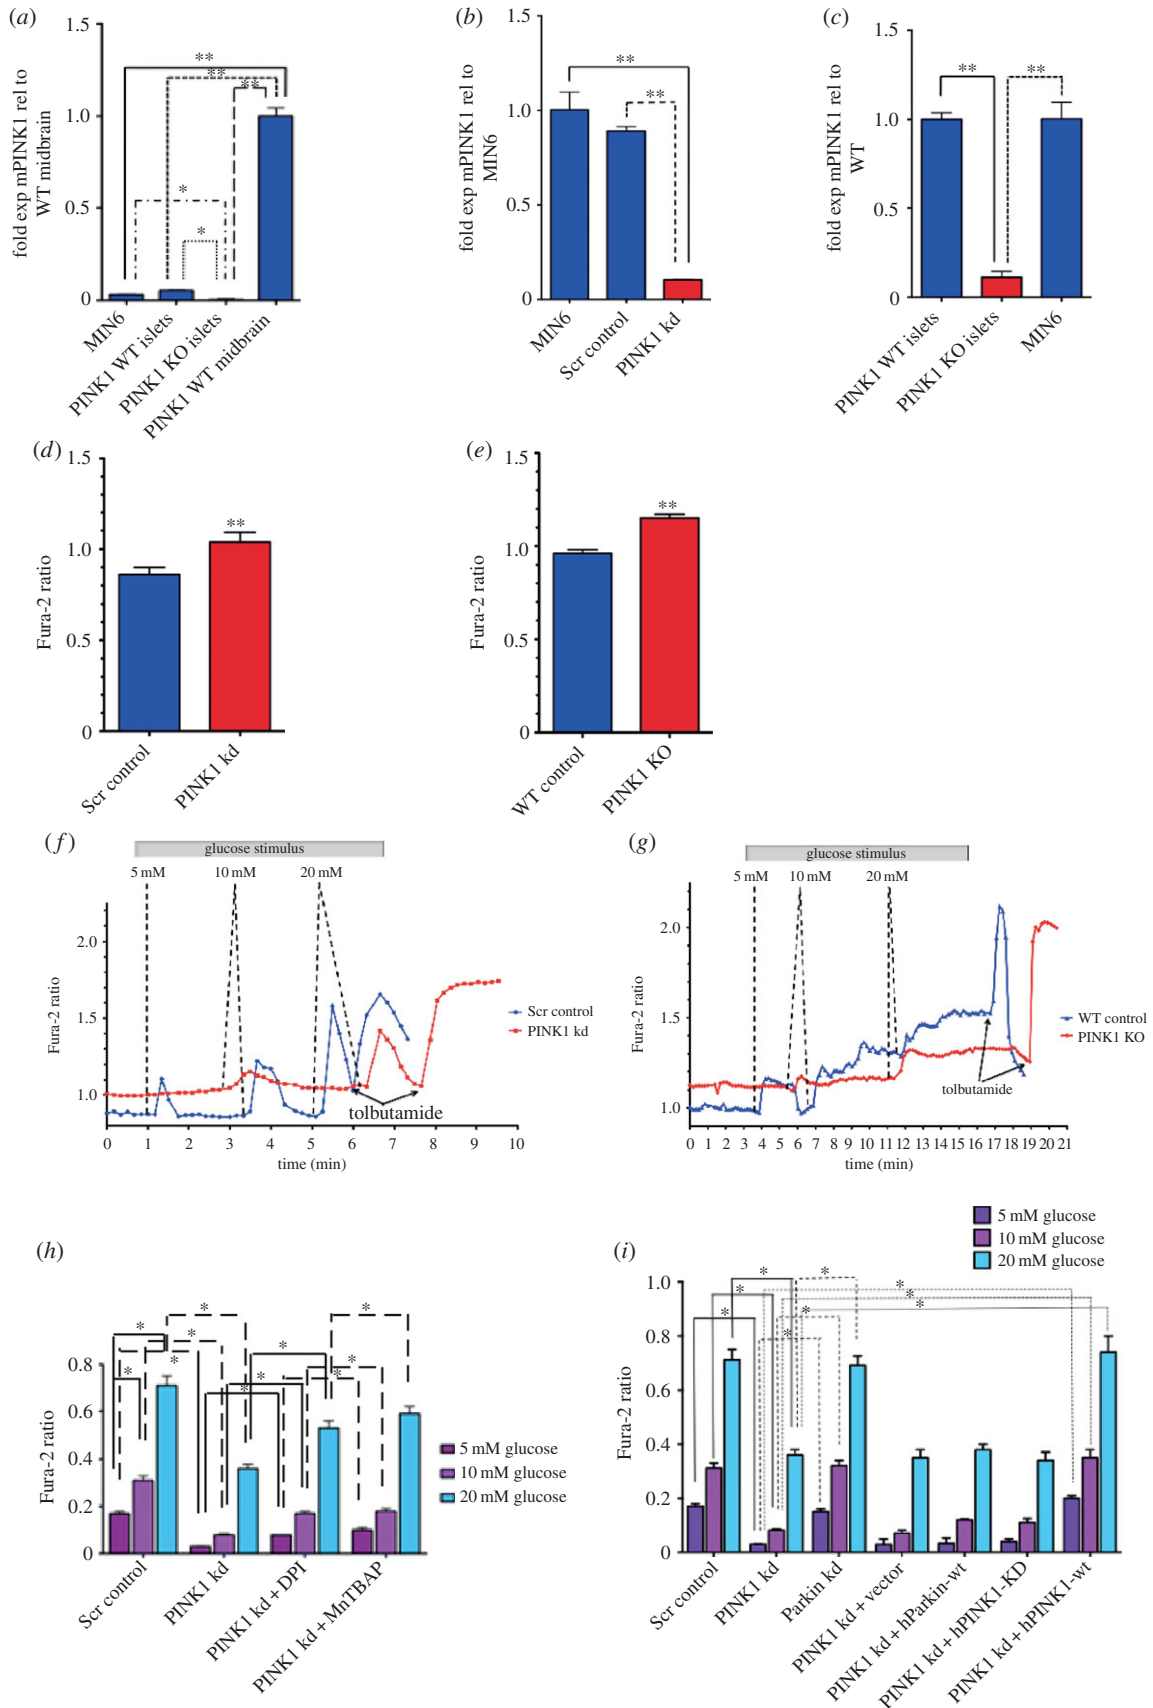 (a)
fold exp mPINK1 rel to
WT midbrain
1.5
1.0
0.5
0
**
**
**
*
*
MIN6
PINK1 WT islets
PINK1 KO islets
PINK1 WT midbrain
(b)
fold exp mPINK1 rel to
MIN6
1.5
1.0
0.5
0
**
**
MIN6
Scr control
PINK1 kd
(c)
fold exp mPINK1 rel to
WT
1.5
1.0
0.5
0
**
**
PINK1 WT islets
PINK1 KO islets
MIN6
(d)
Fura-2 ratio
1.5
1.0
0.5
0
**
Scr control
PINK1 kd
(e)
Fura-2 ratio
1.5
1.0
0.5
0
**
WT control
PINK1 KO
(f)
glucose stimulus
5 mM 10 mM 20 mM
Fura-2 ratio
2.0
1.5
1.0
Scr control
PINK1 kd
tolbutamide
0 1 2 3 4 5 6 7 8 9 10
time (min)
(g)
glucose stimulus
5 mM 10 mM 20 mM
Fura-2 ratio
2.0
1.5
1.0
WT control
PINK1 KO
tolbutamide
0 1 2 3 4 5 6 7 8 9 10 11 12 13 14 15 16 17 18 19 20 21
time (min)
(h)
Fura-2 ratio
0.8
0.6
0.4
0.2
0
* * *
* * * *
* * *
*
5 mM glucose
10 mM glucose
20 mM glucose
Scr control
PINK1 kd
PINK1 kd + DPI
PINK1 kd + MnTBAP
(i)
5 mM glucose
10 mM glucose
20 mM glucose
Fura-2 ratio
1.0
0.8
0.6
0.4
0.2
0
* *
* * *
* * *
*
Scr control
PINK1 kd
Parkin kd
PINK1 kd + vector
PINK1 kd + hParkin-wt
PINK1 kd + hPINK1-KD
PINK1 kd + hPINK1-wt